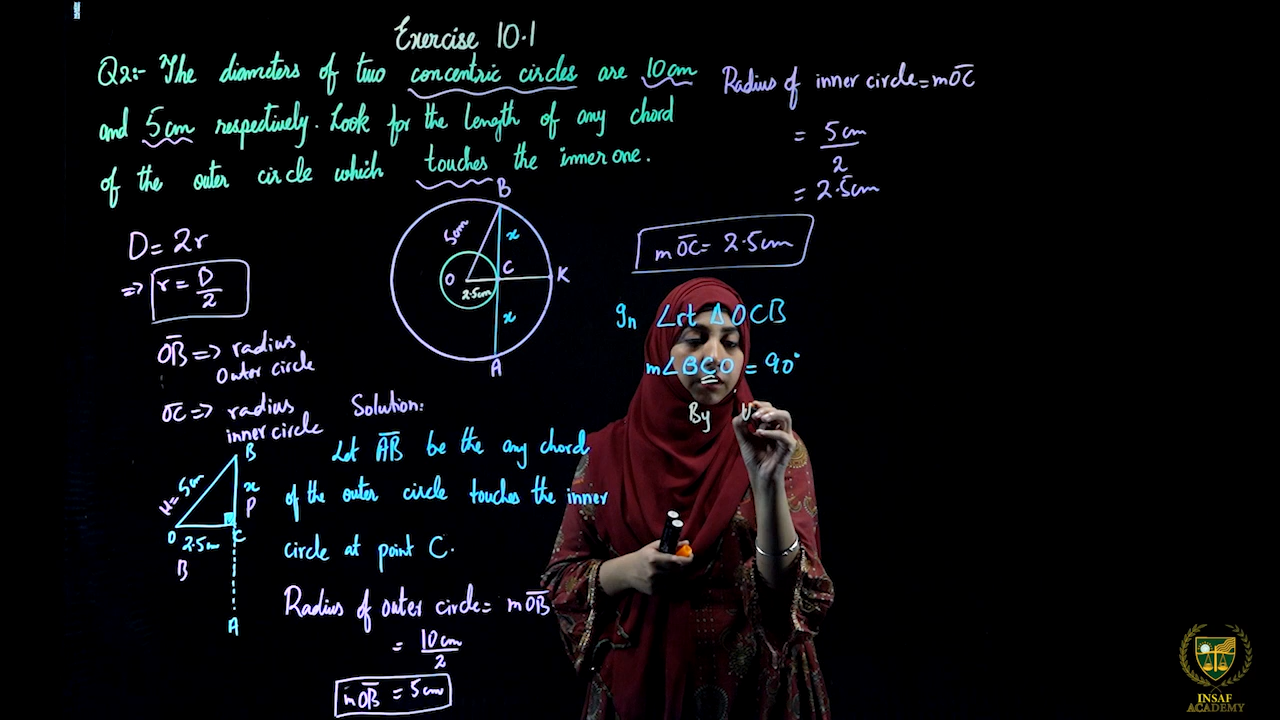 Exercise 10.1
Q2:- The diameters of two concentric circles are 10cm
and 5cm respectively. Look for the length of any chord
of the outer circle which touches the inner one.
D = 2r
=> r = D/2
OB => radius
Outer circle
OC => radius
inner circle
B
5cm
x
O
C
K
2.5cm
x
A
H = 5cm
B
x
P
O
2.5cm
C
B
A
Solution:
Let AB be the any chord
of the outer circle touches the inner
circle at point C.
Radius of outer circle = mOB
= 10cm/2
mOB = 5cm
Radius of inner circle = mOC
= 5cm/2
= 2.5cm
mOC = 2.5cm
In ∠rt Δ OCB
m∠BCO = 90°
By
INSAF
ACADEMY